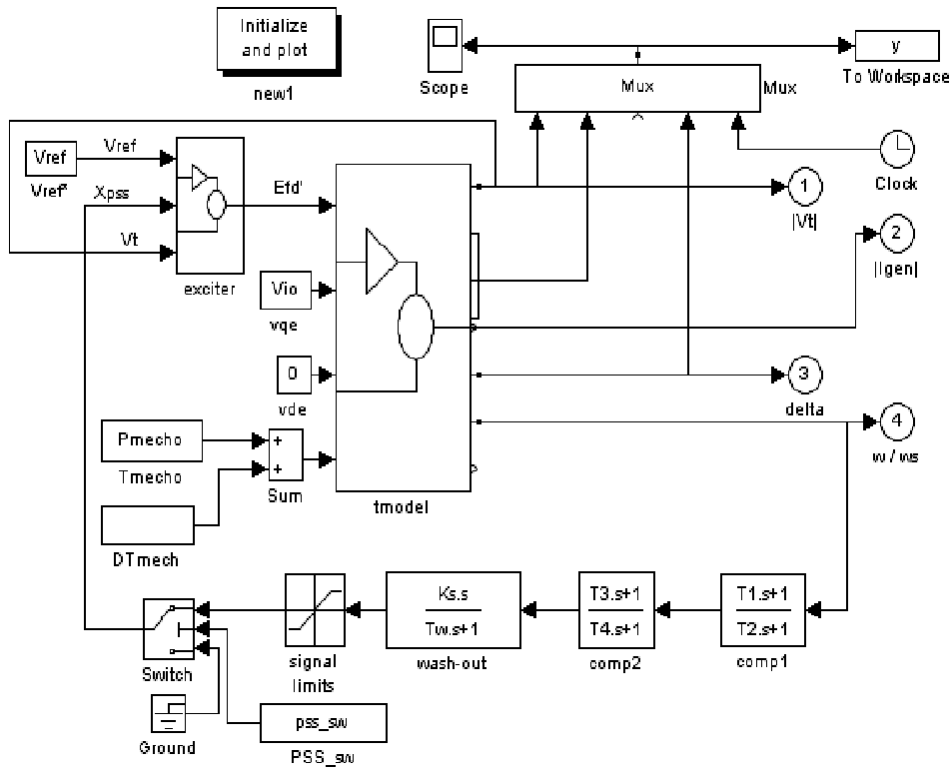 Initialize
and plot
new1
Scope
y
To Workspace
Mux
Mux
Clock
Vref
Vref*
Vref
Xpss
Vt
exciter
Efd'
1
|Vt|
2
|Igen|
Vio
vqe
0
vde
3
delta
4
w / ws
Pmecho
Tmecho
+
+
Sum
tmodel
DTmech
Switch
signal
limits
Ks.s
Tw.s+1
wash-out
T3.s+1
T4.s+1
comp2
T1.s+1
T2.s+1
comp1
Ground
pss_sw
PSS_sw